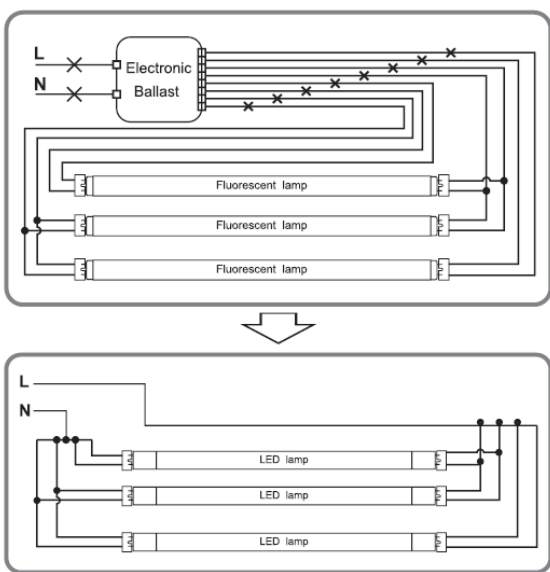 L
Electronic
N
Ballast
Fluorescent lamp
Fluorescent lamp
Fluorescent lamp
L
N
LED lamp
LED lamp
LED lamp